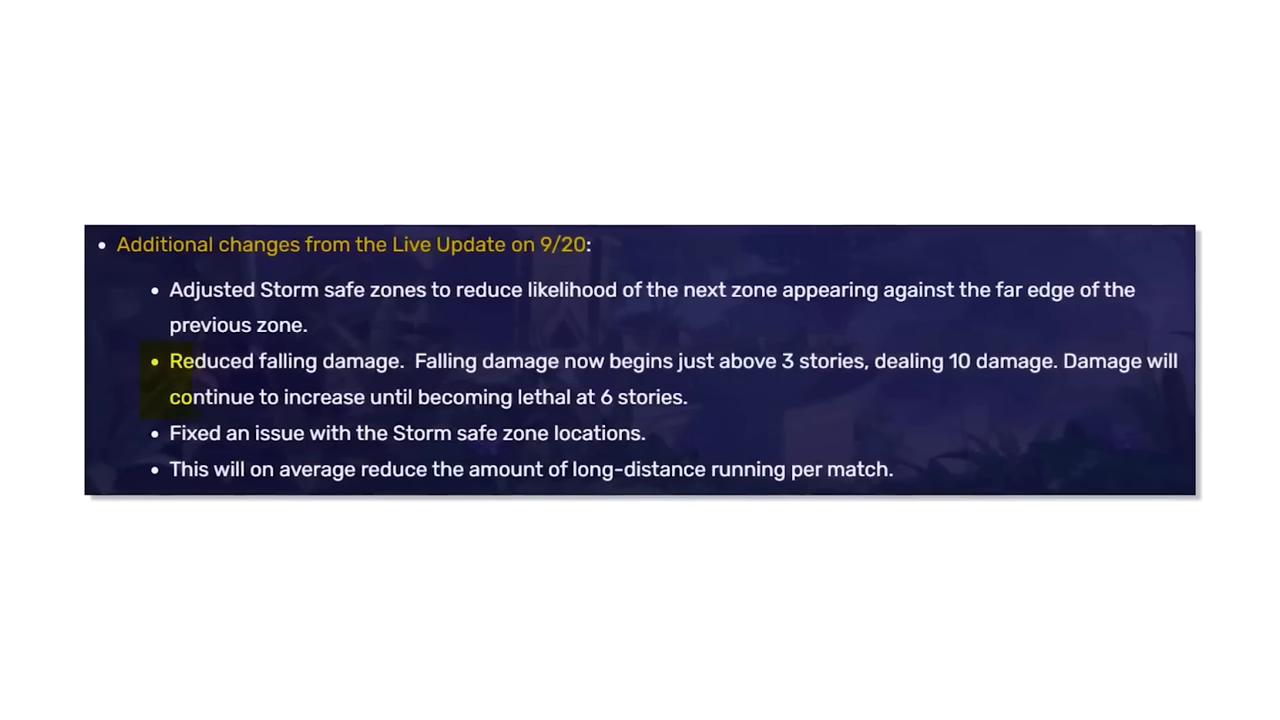 • Additional changes from the Live Update on 9/20:
• Adjusted Storm safe zones to reduce likelihood of the next zone appearing against the far edge of the
previous zone.
• Reduced falling damage.  Falling damage now begins just above 3 stories, dealing 10 damage. Damage will
continue to increase until becoming lethal at 6 stories.
• Fixed an issue with the Storm safe zone locations.
• This will on average reduce the amount of long-distance running per match.